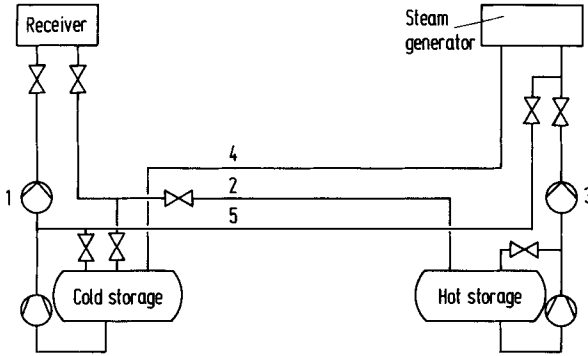 Receiver
Steam
generator
4
2
5
1
3
Cold storage
Hot storage